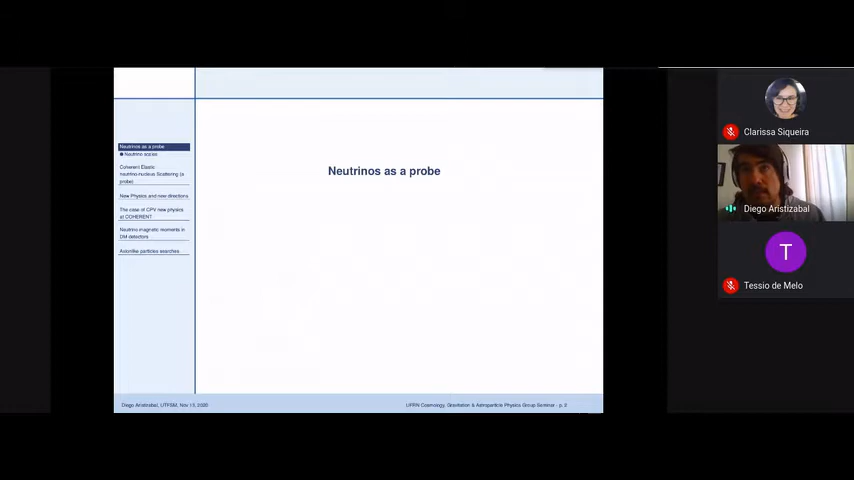 Neutrinos as a probe
Neutrino scales
Coherent Elastic
neutrino-nucleus Scattering (a
probe)
New Physics and new directions
The case of CPV new physics
at COHERENT
Neutrino magnetic moments in
DM detectors
Axionlike particles searches
Neutrinos as a probe
Diego Aristizabal, UTFSM, Nov 13, 2020
UFRN Cosmology, Gravitation & Astroparticle Physics Group Seminar - p. 2
Clarissa Siqueira
Diego Aristizabal
T
Tessio de Melo